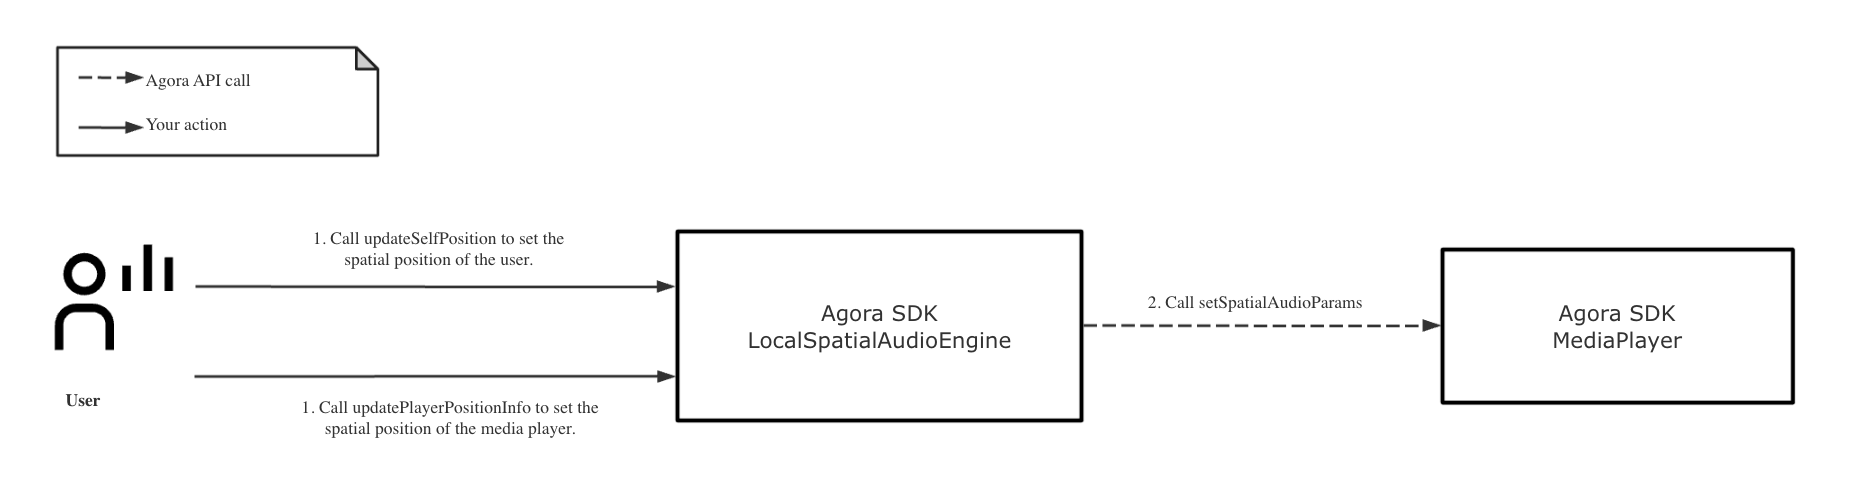 Agora API call
Your action
1. Call updateSelfPosition to set the
spatial position of the user.
User
1. Call updatePlayerPositionInfo to set the
spatial position of the media player.
Agora SDK
LocalSpatialAudioEngine
2. Call setSpatialAudioParams
Agora SDK
MediaPlayer